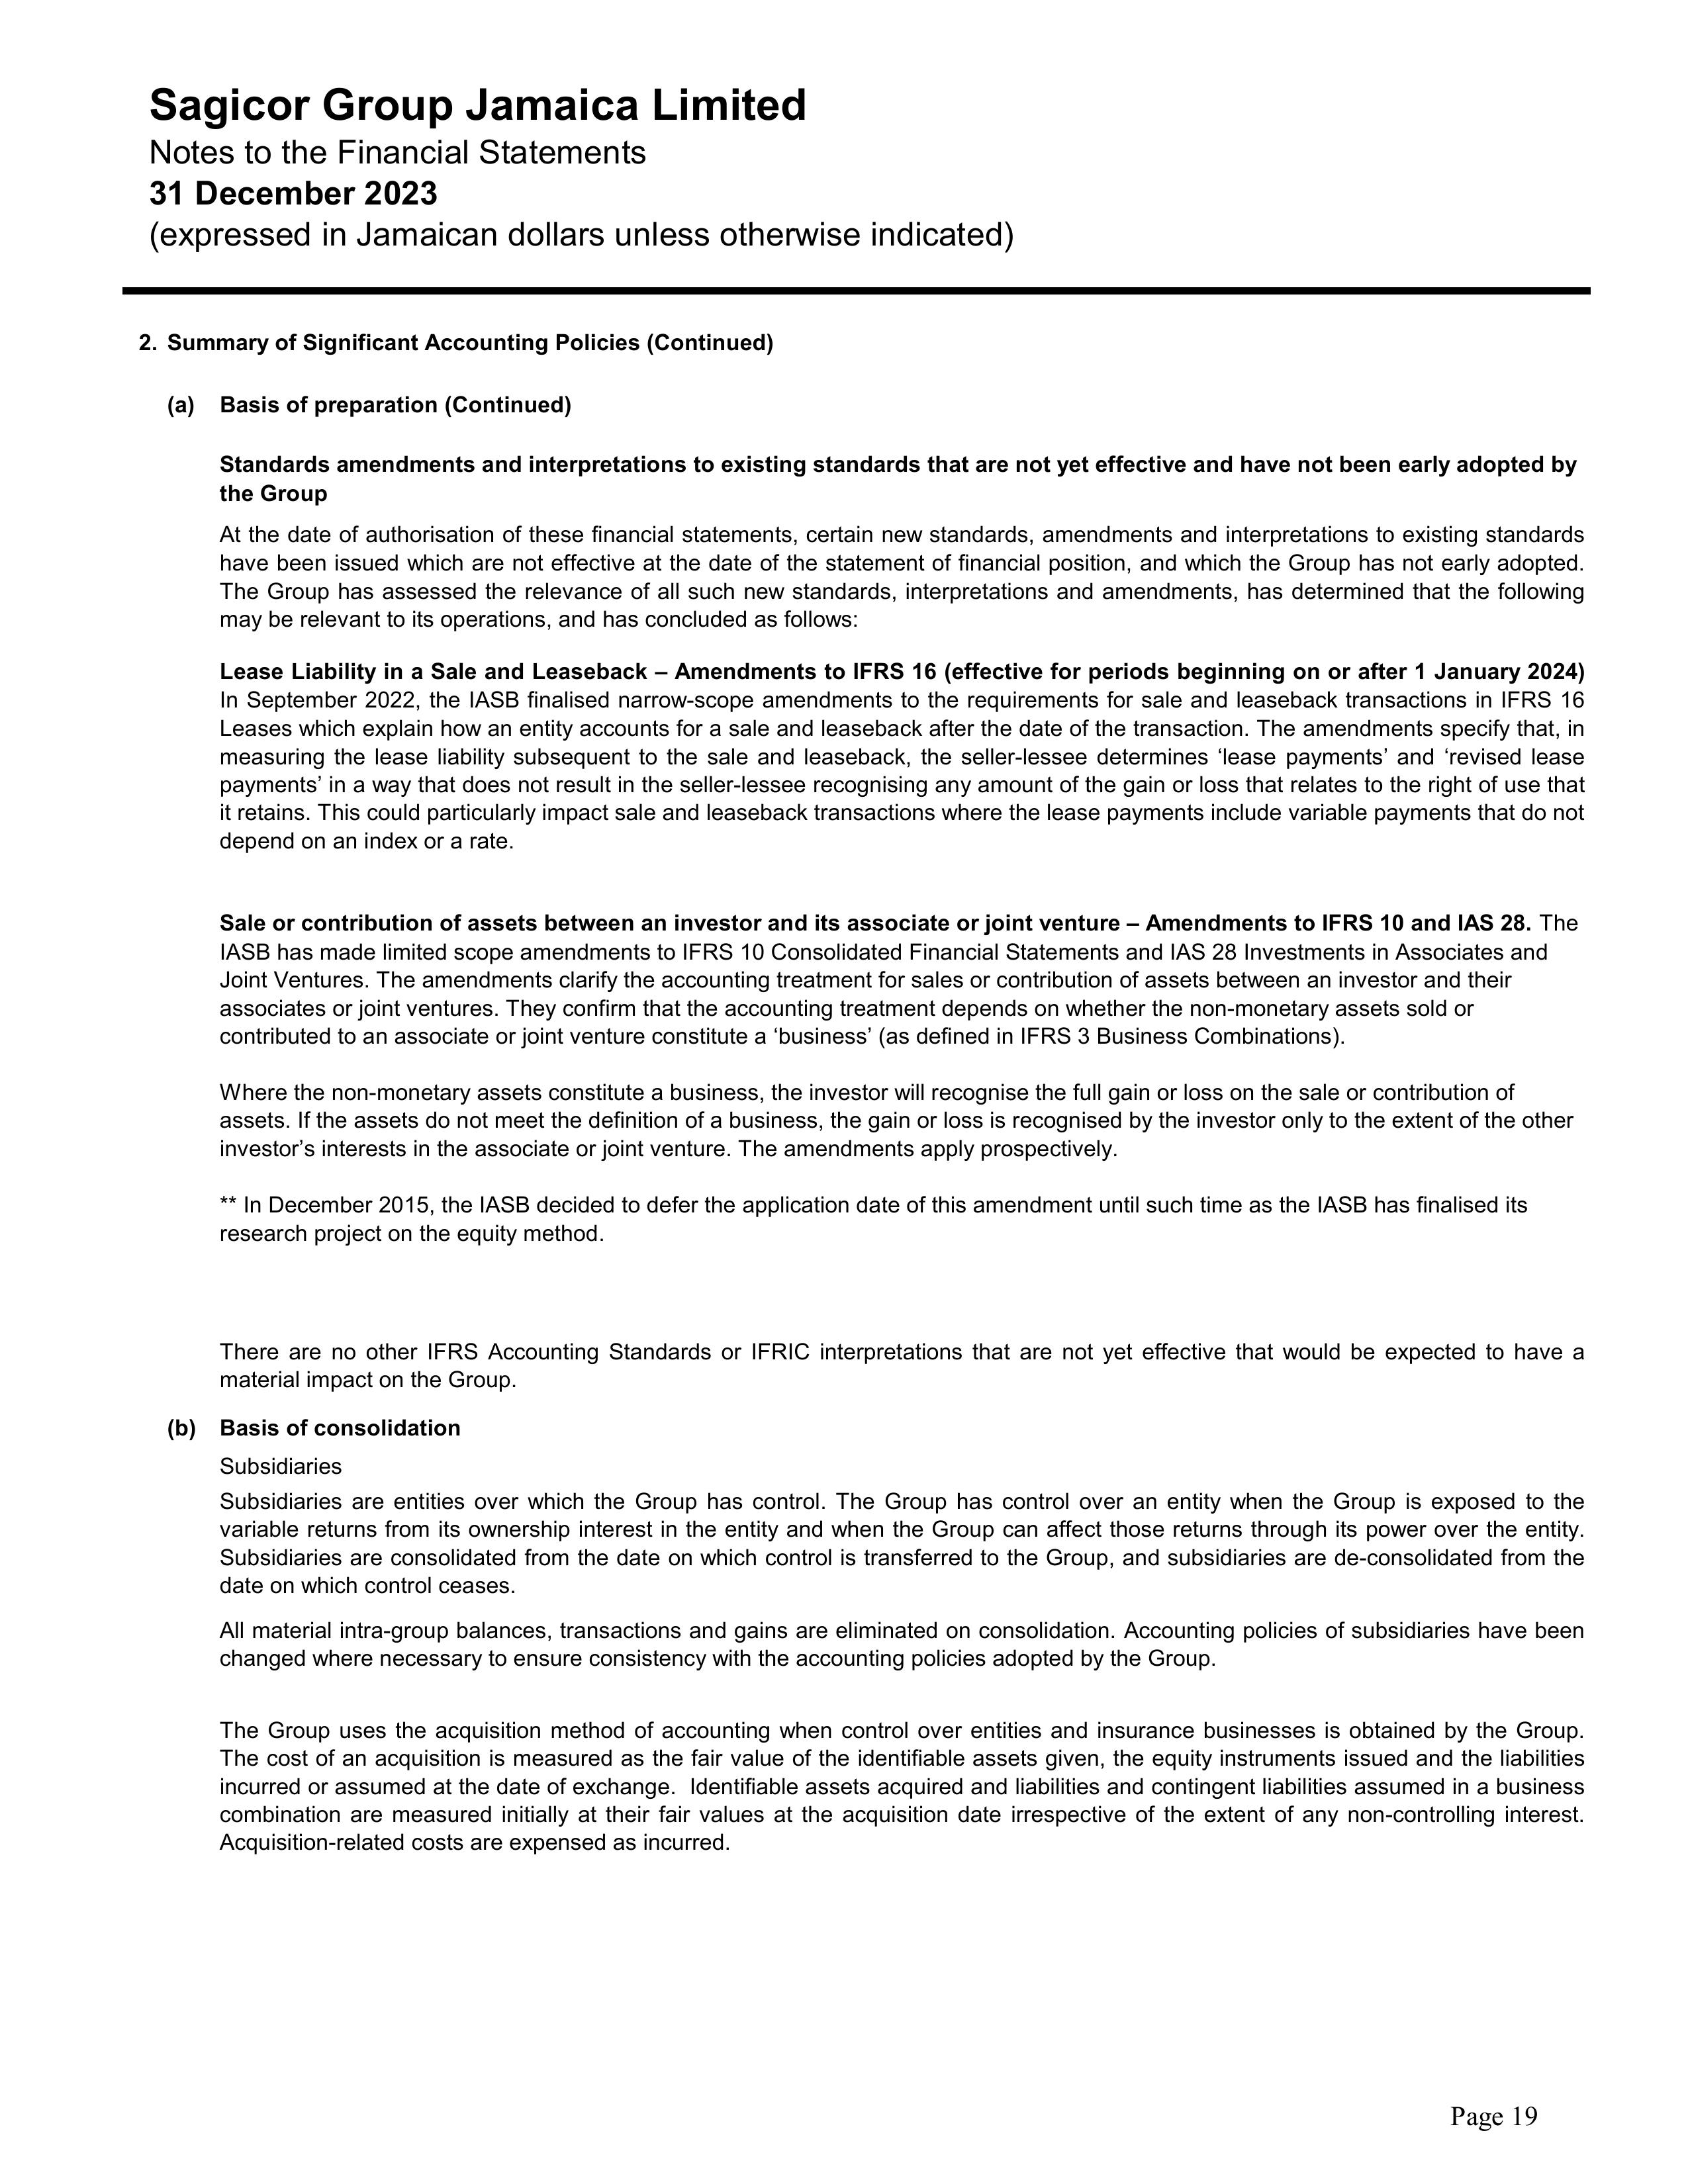 Sagicor Group Jamaica Limited
Notes to the Financial Statements
31 December 2023
(expressed in Jamaican dollars unless otherwise indicated)
2. Summary of Significant Accounting Policies (Continued)
(a) Basis of preparation (Continued)
Standards amendments and interpretations to existing standards that are not yet effective and have not been early adopted by
the Group
At the date of authorisation of these financial statements, certain new standards, amendments and interpretations to existing standards
have been issued which are not effective at the date of the statement of financial position, and which the Group has not early adopted.
The Group has assessed the relevance of all such new standards, interpretations and amendments, has determined that the following
may be relevant to its operations, and has concluded as follows:
Lease Liability in a Sale and Leaseback – Amendments to IFRS 16 (effective for periods beginning on or after 1 January 2024)
In September 2022, the IASB finalised narrow-scope amendments to the requirements for sale and leaseback transactions in IFRS 16
Leases which explain how an entity accounts for a sale and leaseback after the date of the transaction. The amendments specify that, in
measuring the lease liability subsequent to the sale and leaseback, the seller-lessee determines ‘lease payments’ and ‘revised lease
payments’ in a way that does not result in the seller-lessee recognising any amount of the gain or loss that relates to the right of use that
it retains. This could particularly impact sale and leaseback transactions where the lease payments include variable payments that do not
depend on an index or a rate.
Sale or contribution of assets between an investor and its associate or joint venture – Amendments to IFRS 10 and IAS 28. The
IASB has made limited scope amendments to IFRS 10 Consolidated Financial Statements and IAS 28 Investments in Associates and
Joint Ventures. The amendments clarify the accounting treatment for sales or contribution of assets between an investor and their
associates or joint ventures. They confirm that the accounting treatment depends on whether the non-monetary assets sold or
contributed to an associate or joint venture constitute a ‘business’ (as defined in IFRS 3 Business Combinations).
Where the non-monetary assets constitute a business, the investor will recognise the full gain or loss on the sale or contribution of
assets. If the assets do not meet the definition of a business, the gain or loss is recognised by the investor only to the extent of the other
investor’s interests in the associate or joint venture. The amendments apply prospectively.
** In December 2015, the IASB decided to defer the application date of this amendment until such time as the IASB has finalised its
research project on the equity method.
There are no other IFRS Accounting Standards or IFRIC interpretations that are not yet effective that would be expected to have a
material impact on the Group.
(b) Basis of consolidation
Subsidiaries
Subsidiaries are entities over which the Group has control. The Group has control over an entity when the Group is exposed to the
variable returns from its ownership interest in the entity and when the Group can affect those returns through its power over the entity.
Subsidiaries are consolidated from the date on which control is transferred to the Group, and subsidiaries are de-consolidated from the
date on which control ceases.
All material intra-group balances, transactions and gains are eliminated on consolidation. Accounting policies of subsidiaries have been
changed where necessary to ensure consistency with the accounting policies adopted by the Group.
The Group uses the acquisition method of accounting when control over entities and insurance businesses is obtained by the Group.
The cost of an acquisition is measured as the fair value of the identifiable assets given, the equity instruments issued and the liabilities
incurred or assumed at the date of exchange. Identifiable assets acquired and liabilities and contingent liabilities assumed in a business
combination are measured initially at their fair values at the acquisition date irrespective of the extent of any non-controlling interest.
Acquisition-related costs are expensed as incurred.
Page 19